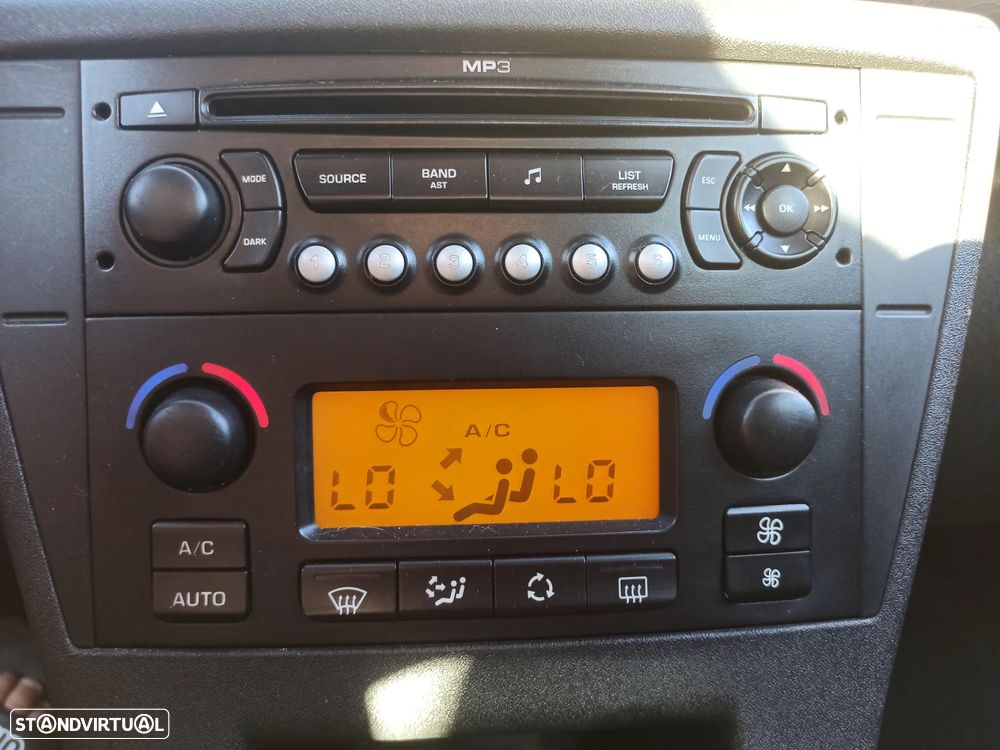 MP3
MODE
DARK
SOURCE
BAND
AST
LIST
REFRESH
ESC
MENU
OK
1 2 3 4 5 6
A/C
LO LO
A/C
AUTO
STANDVIRTUAL